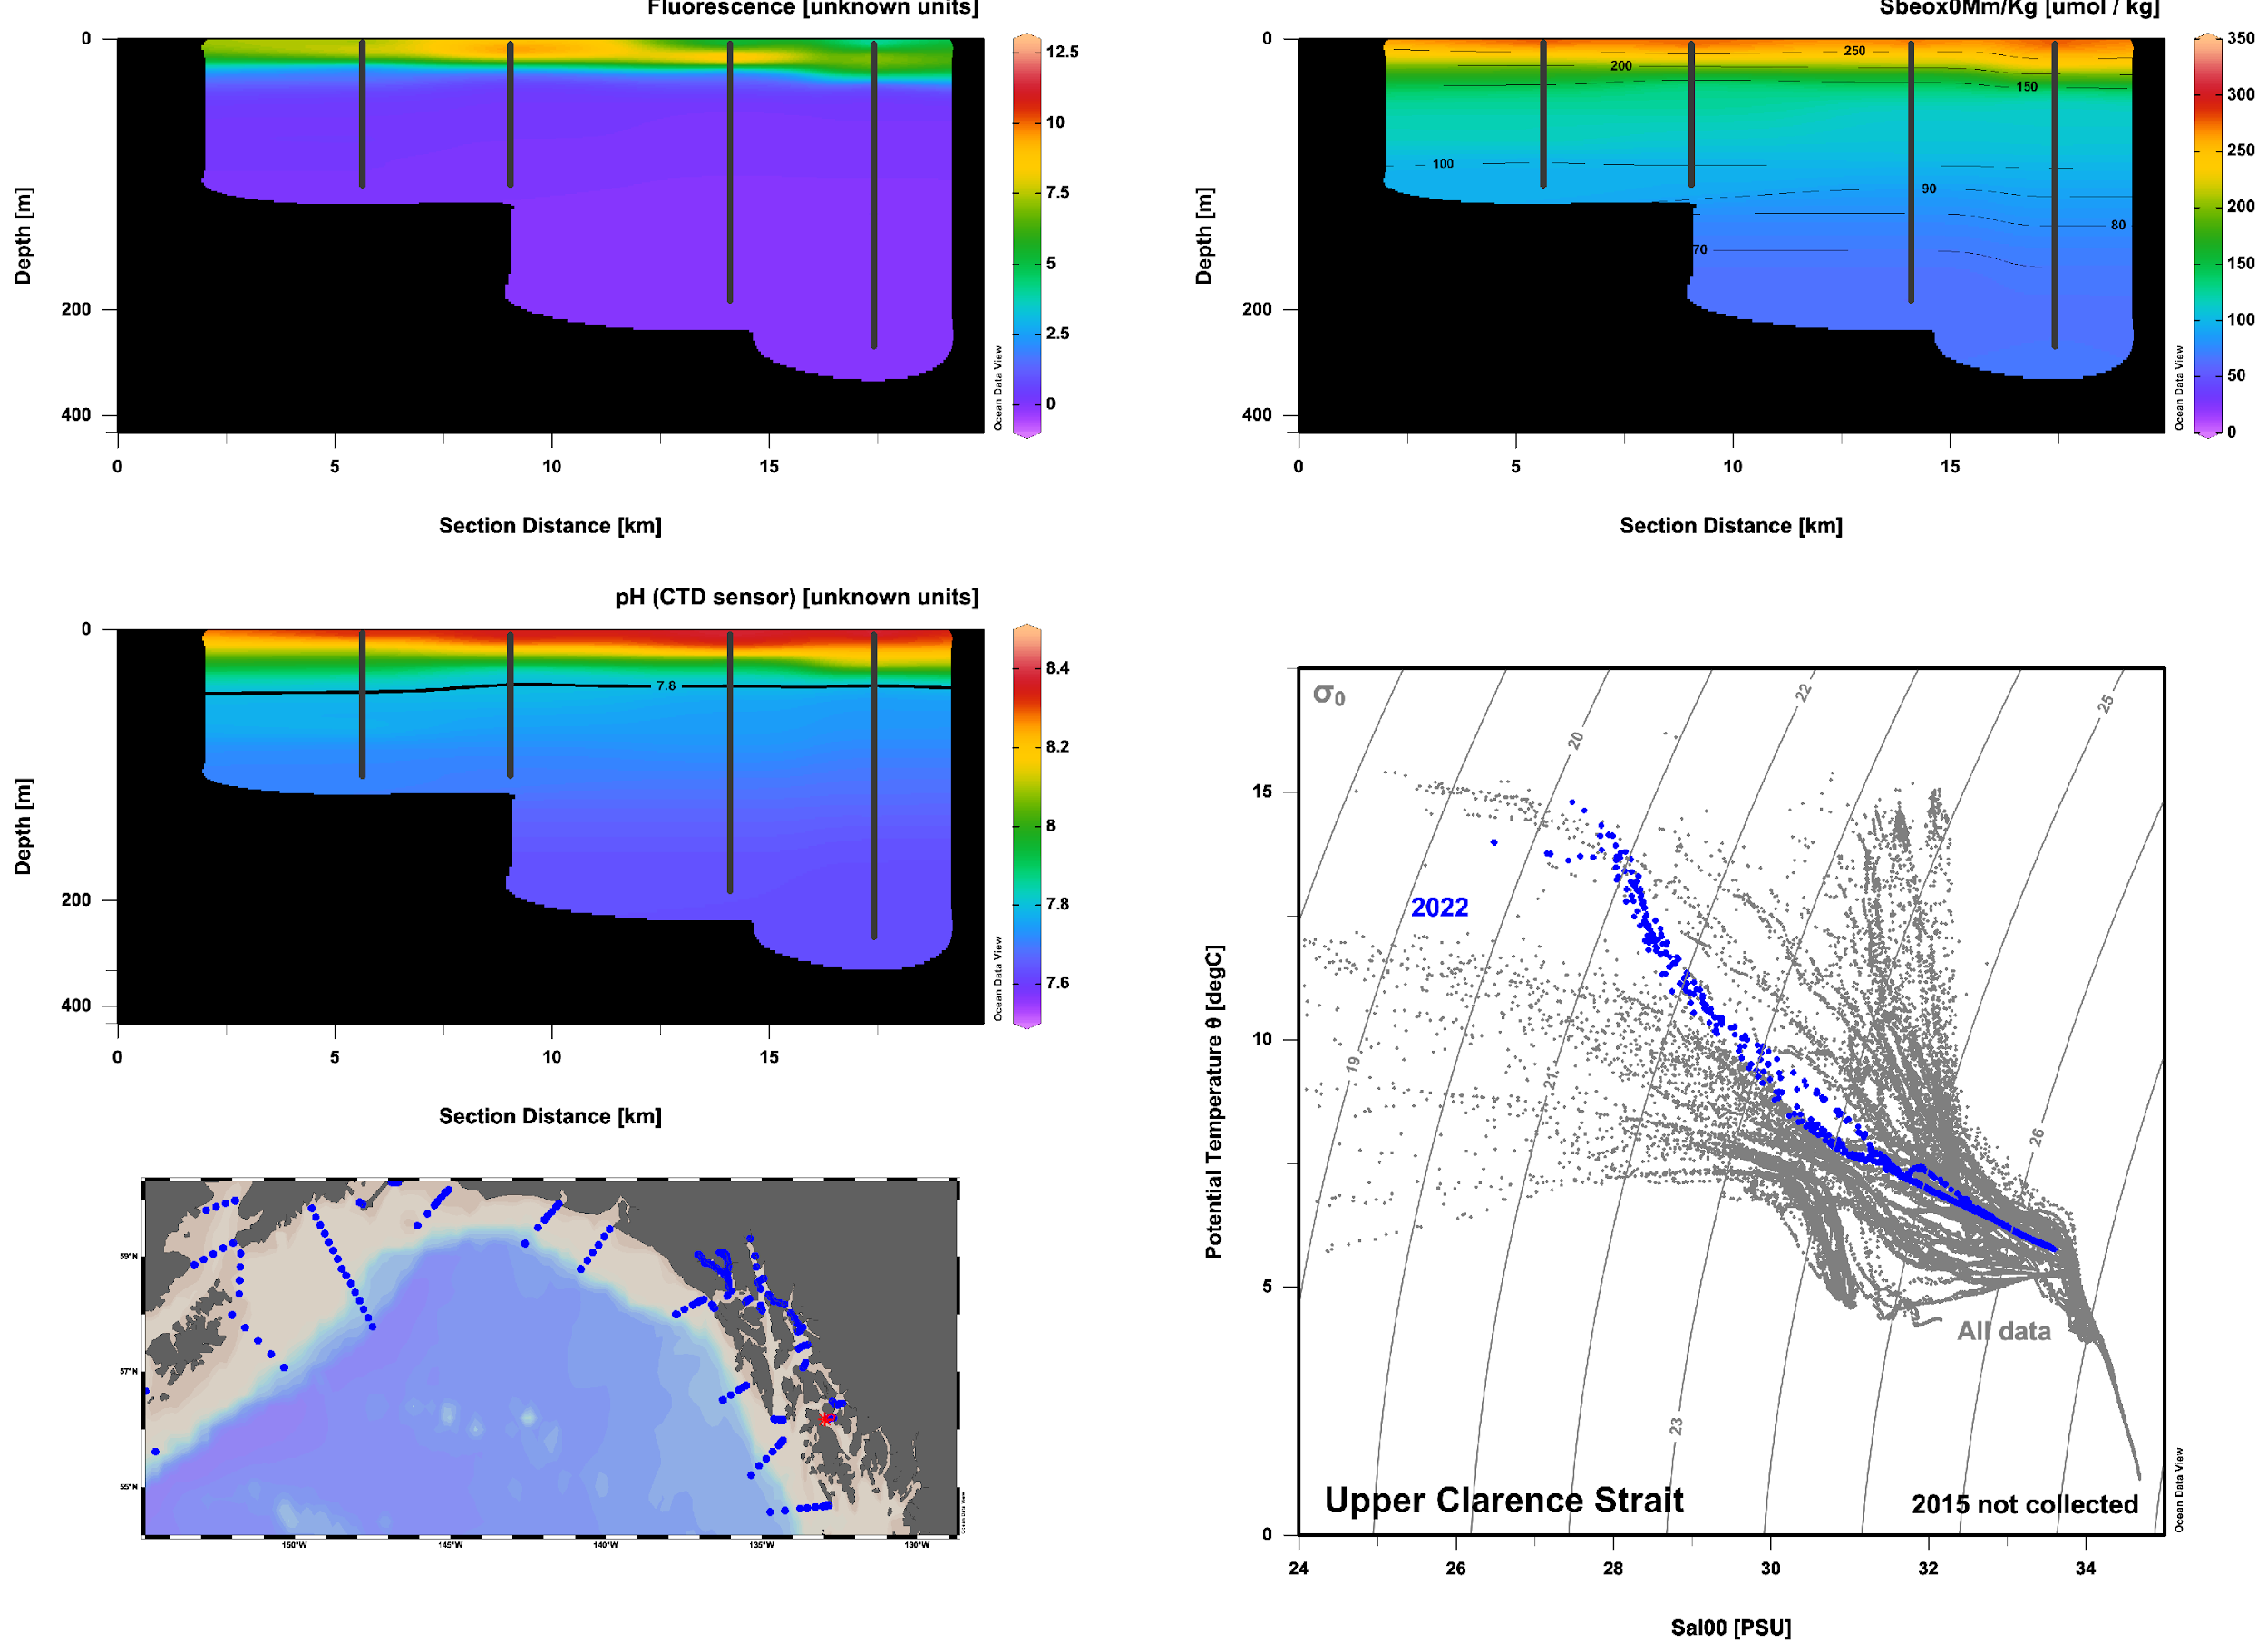 Fluorescence [unknown units]
0
200
400
Depth [m]
0
5
10
15
Section Distance [km]
12.5
10
7.5
5
2.5
0
Ocean Data View
Sbeox0Mm/Kg [umol / kg]
0
200
400
Depth [m]
250
200
150
100
90
80
70
0
5
10
15
Section Distance [km]
350
300
250
200
150
100
50
0
Ocean Data View
pH (CTD sensor) [unknown units]
0
200
400
Depth [m]
7.8
0
5
10
15
Section Distance [km]
8.4
8.2
8
7.8
7.6
Ocean Data View
59°N
57°N
55°N
150°W
145°W
140°W
135°W
130°W
Ocean Data View
σ0
20
22
25
15
2022
10
19
21
26
5
All data
23
Upper Clarence Strait
2015 not collected
0
Potential Temperature θ [degC]
24
26
28
30
32
34
Sal00 [PSU]
Ocean Data View